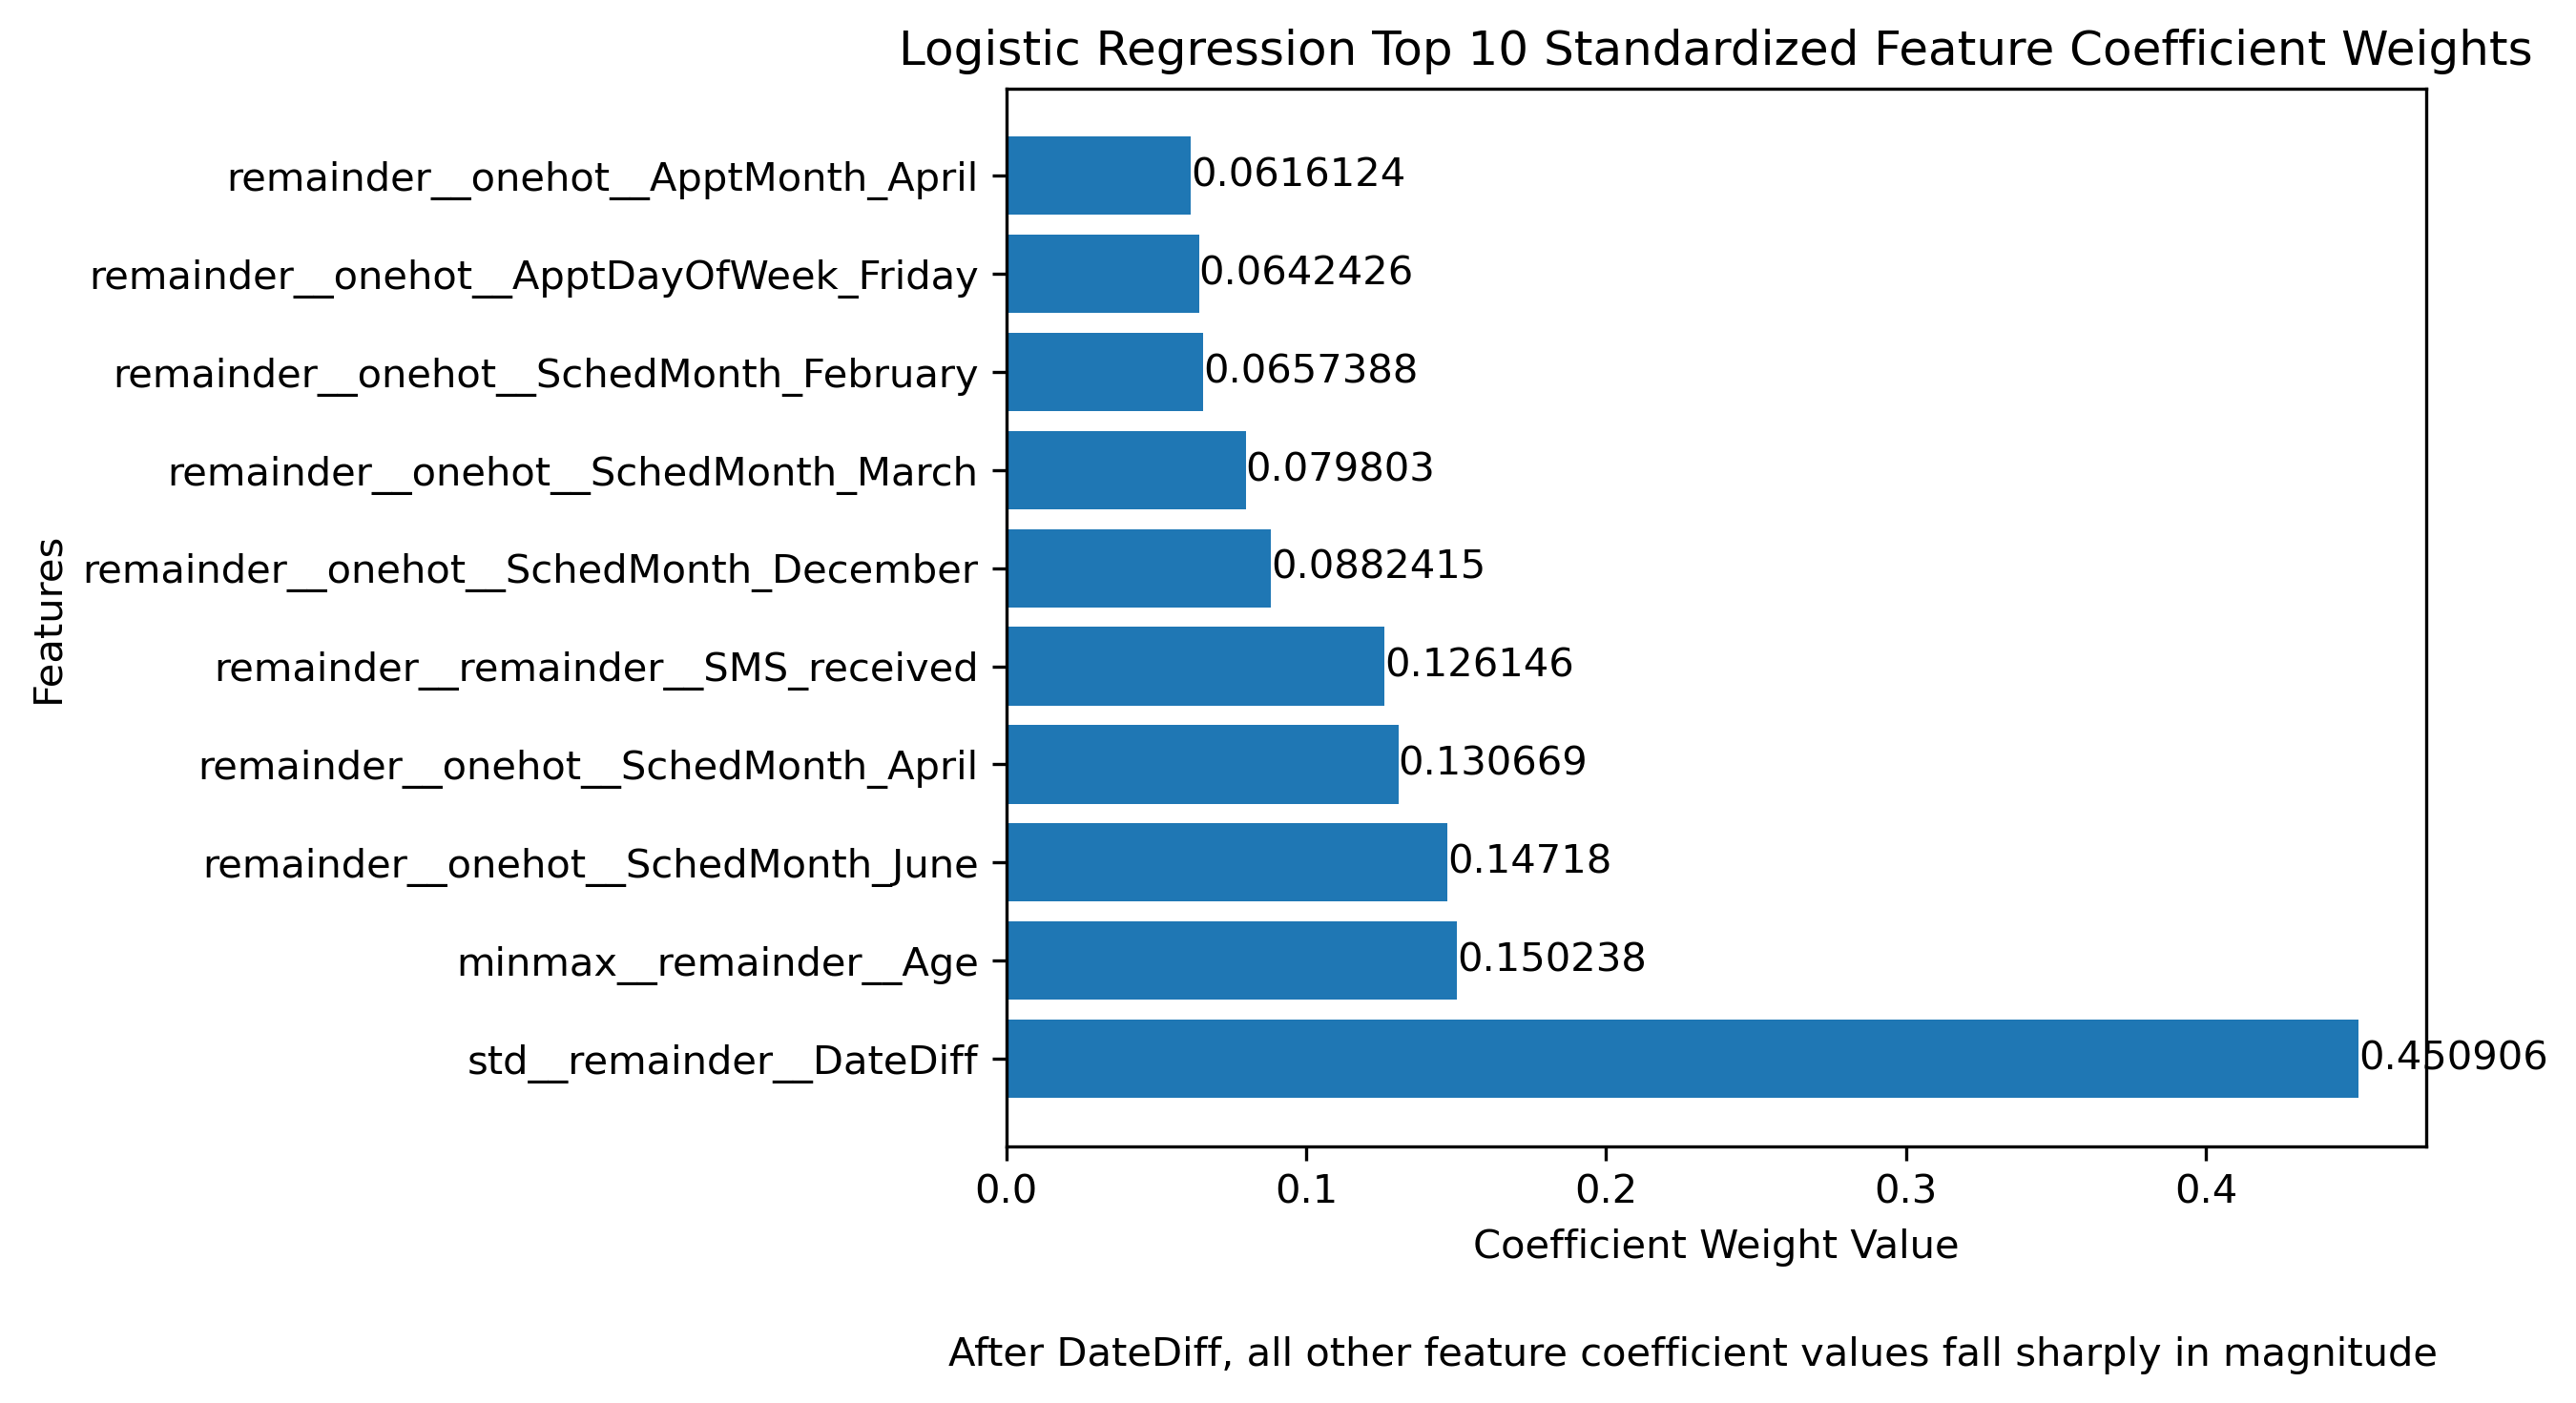 Logistic Regression Top 10 Standardized Feature Coefficient Weights
remainder__onehot__ApptMonth_April 0.0616124
remainder__onehot__ApptDayOfWeek_Friday 0.0642426
remainder__onehot__SchedMonth_February 0.0657388
remainder__onehot__SchedMonth_March 0.079803
remainder__onehot__SchedMonth_December 0.0882415
remainder__remainder__SMS_received 0.126146
remainder__onehot__SchedMonth_April 0.130669
remainder__onehot__SchedMonth_June 0.14718
minmax__remainder__Age 0.150238
std__remainder__DateDiff 0.450906
Features
0.0 0.1 0.2 0.3 0.4
Coefficient Weight Value
After DateDiff, all other feature coefficient values fall sharply in magnitude